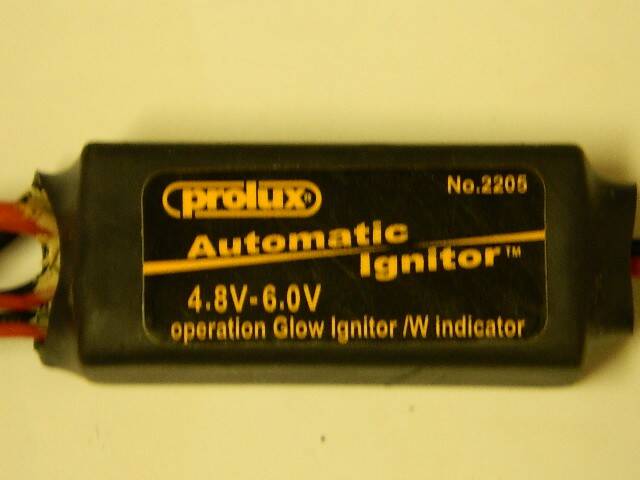 prolux®
No.2205
Automatic
Ignitor™
4.8V-6.0V
operation Glow Ignitor /W indicator